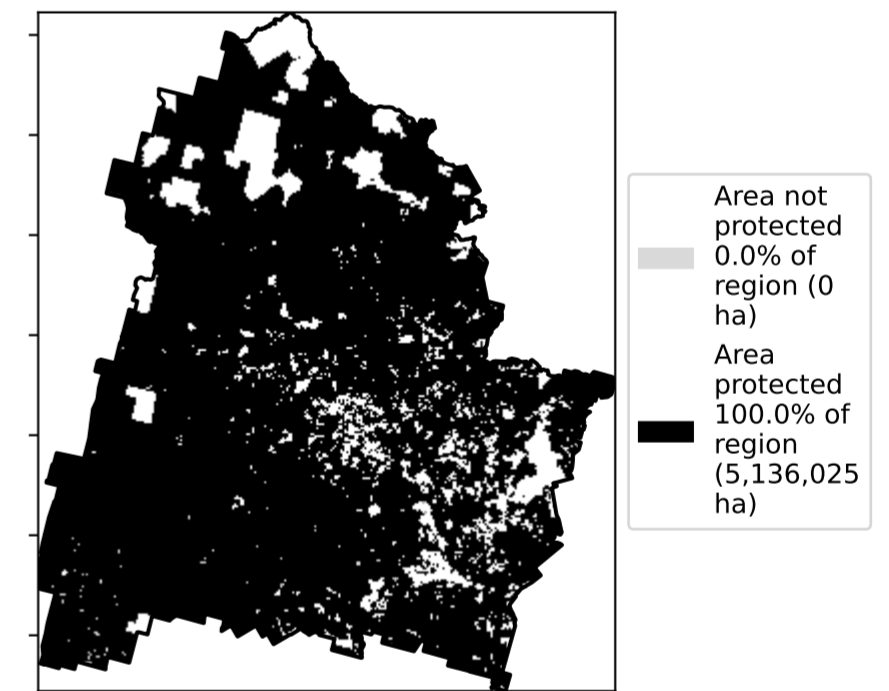 Area not
protected
0.0% of
region (0
ha)
Area
protected
100.0% of
region
(5,136,025
ha)